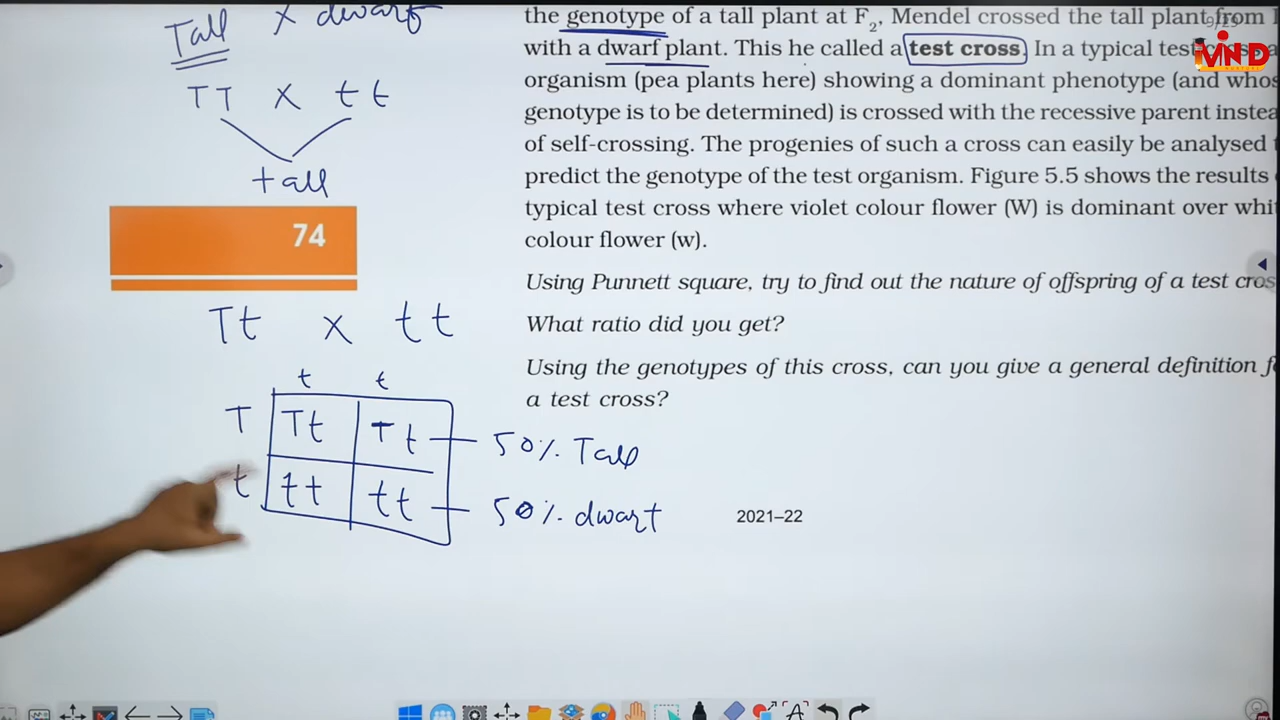 Tall X dwarf
TT X tt
tall
74
Tt X tt
t t
T Tt Tt 50% Tall
t tt tt 50% dwart
the genotype of a tall plant at F2, Mendel crossed the tall plant from
with a dwarf plant. This he called a test cross. In a typical test
organism (pea plants here) showing a dominant phenotype (and whos
genotype is to be determined) is crossed with the recessive parent instea
of self-crossing. The progenies of such a cross can easily be analysed
predict the genotype of the test organism. Figure 5.5 shows the results
typical test cross where violet colour flower (W) is dominant over whi
colour flower (w).
Using Punnett square, try to find out the nature of offspring of a test cros
What ratio did you get?
Using the genotypes of this cross, can you give a general definition f
a test cross?
2021–22
MIND